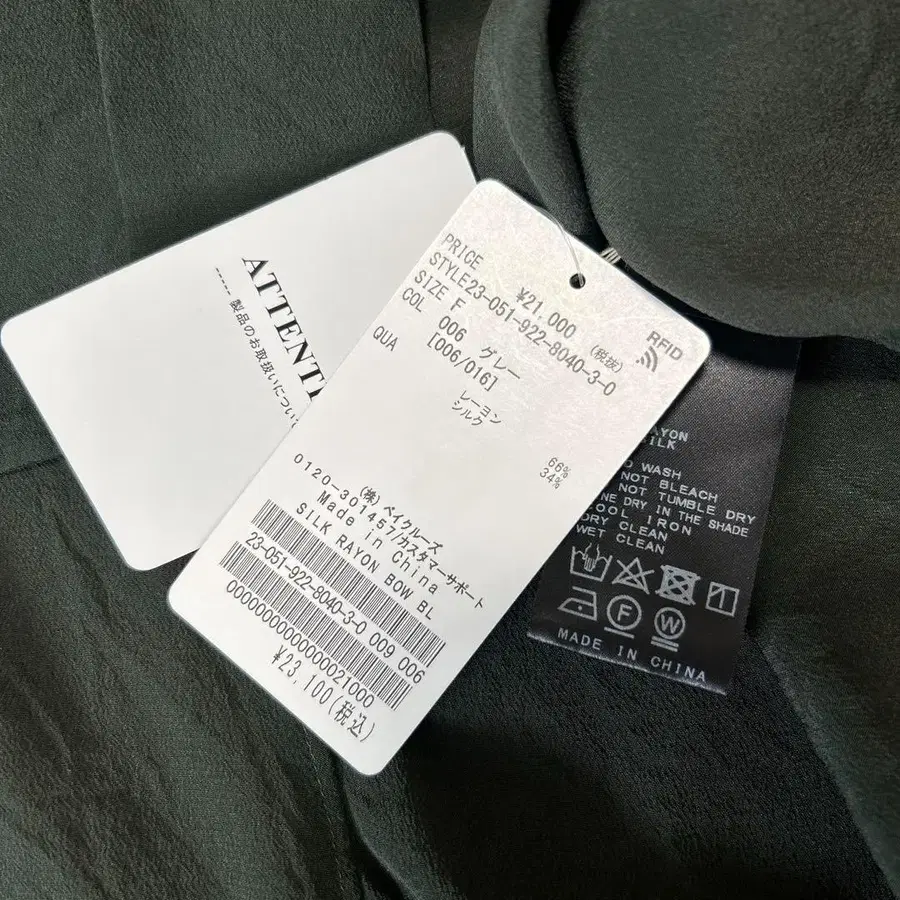 ATTENT
製品のお取扱いについ
PRICE ¥21,000 (税抜)
STYLE23-051-922-8040-3-0
SIZE F
COL 006 グレー
[006/016]
QUA レーヨン 66%
シルク 34%
RFID
(株)ベイクルーズ
0120-301457/カスタマーサポート
Made in China
SILK RAYON BOW BL
23-051-922-8040-3-0 009 006
¥23,100(税込)
AYON
ILK
WASH
NOT BLEACH
NOT TUMBLE DRY
NE DRY IN THE SHADE
COOL IRON
DRY CLEAN
WET CLEAN
F
W
MADE IN CHINA